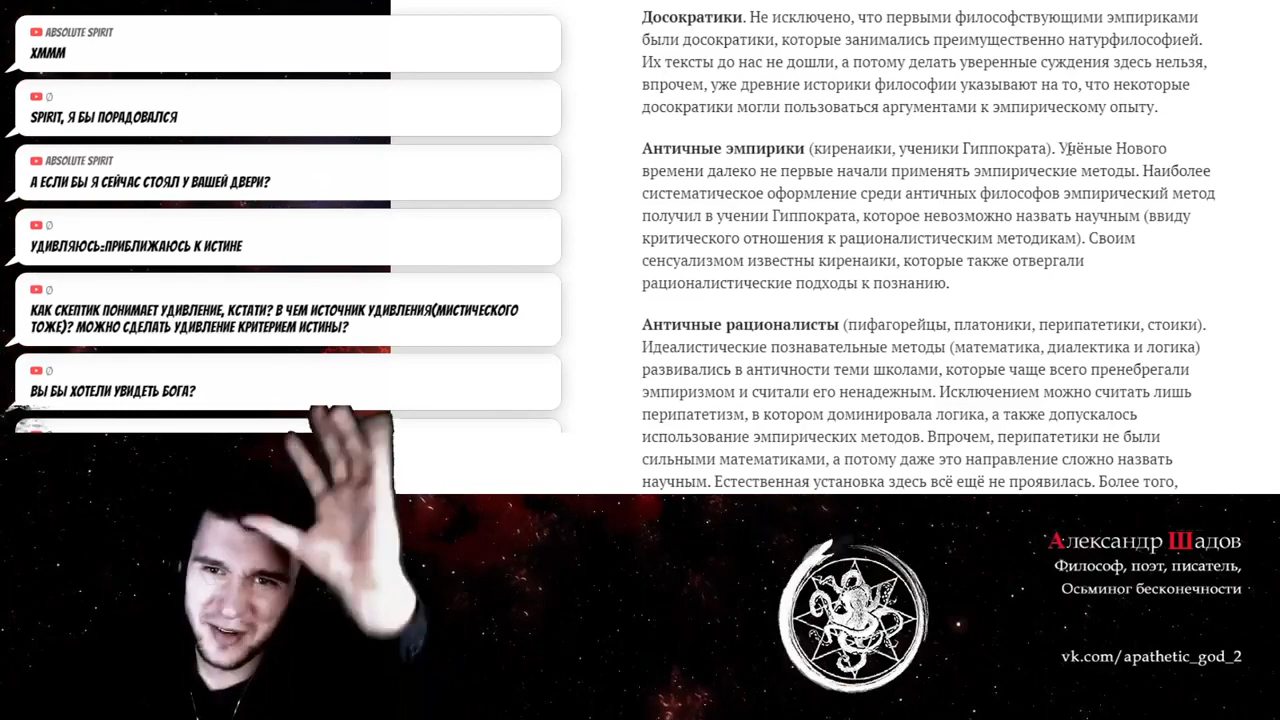 ABSOLUTE SPIRIT
ХМММ
Ø
SPIRIT, Я БЫ ПОРАДОВАЛСЯ
ABSOLUTE SPIRIT
А ЕСЛИ БЫ Я СЕЙЧАС СТОЯЛ У ВАШЕЙ ДВЕРИ?
Ø
УДИВЛЯЮСЬ=ПРИБЛИЖАЮСЬ К ИСТИНЕ
Ø
КАК СКЕПТИК ПОНИМАЕТ УДИВЛЕНИЕ, КСТАТИ? В ЧЕМ ИСТОЧНИК УДИВЛЕНИЯ(МИСТИЧЕСКОГО
ТОЖЕ)? МОЖНО СДЕЛАТЬ УДИВЛЕНИЕ КРИТЕРИЕМ ИСТИНЫ?
Ø
ВЫ БЫ ХОТЕЛИ УВИДЕТЬ БОГА?
Досократики. Не исключено, что первыми философствующими эмпириками
были досократики, которые занимались преимущественно натурфилософией.
Их тексты до нас не дошли, а потому делать уверенные суждения здесь нельзя,
впрочем, уже древние историки философии указывают на то, что некоторые
досократики могли пользоваться аргументами к эмпирическому опыту.
Античные эмпирики (киренаики, ученики Гиппократа). Учёные Нового
времени далеко не первые начали применять эмпирические методы. Наиболее
систематическое оформление среди античных философов эмпирический метод
получил в учении Гиппократа, которое невозможно назвать научным (ввиду
критического отношения к рационалистическим методикам). Своим
сенсуализмом известны киренаики, которые также отвергали
рационалистические подходы к познанию.
Античные рационалисты (пифагорейцы, платоники, перипатетики, стоики).
Идеалистические познавательные методы (математика, диалектика и логика)
развивались в античности теми школами, которые чаще всего пренебрегали
эмпиризмом и считали его ненадежным. Исключением можно считать лишь
перипатетизм, в котором доминировала логика, а также допускалось
использование эмпирических методов. Впрочем, перипатетики не были
сильными математиками, а потому даже это направление сложно назвать
научным. Естественная установка здесь всё ещё не проявилась. Более того,
Александр Шадов
Философ, поэт, писатель,
Осьминог бесконечности
vk.com/apathetic_god_2